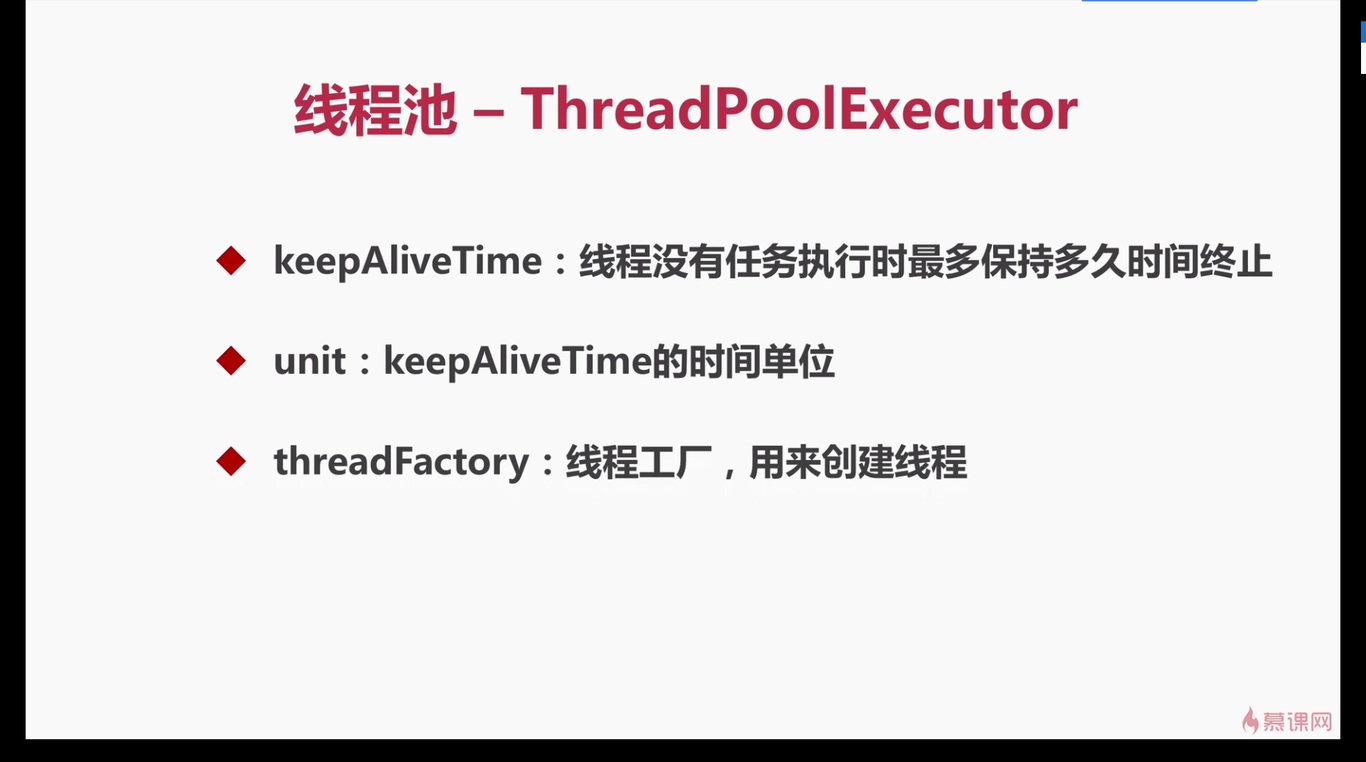 线程池 – ThreadPoolExecutor
keepAliveTime：线程没有任务执行时最多保持多久时间终止
unit：keepAliveTime的时间单位
threadFactory：线程工厂，用来创建线程
慕课网